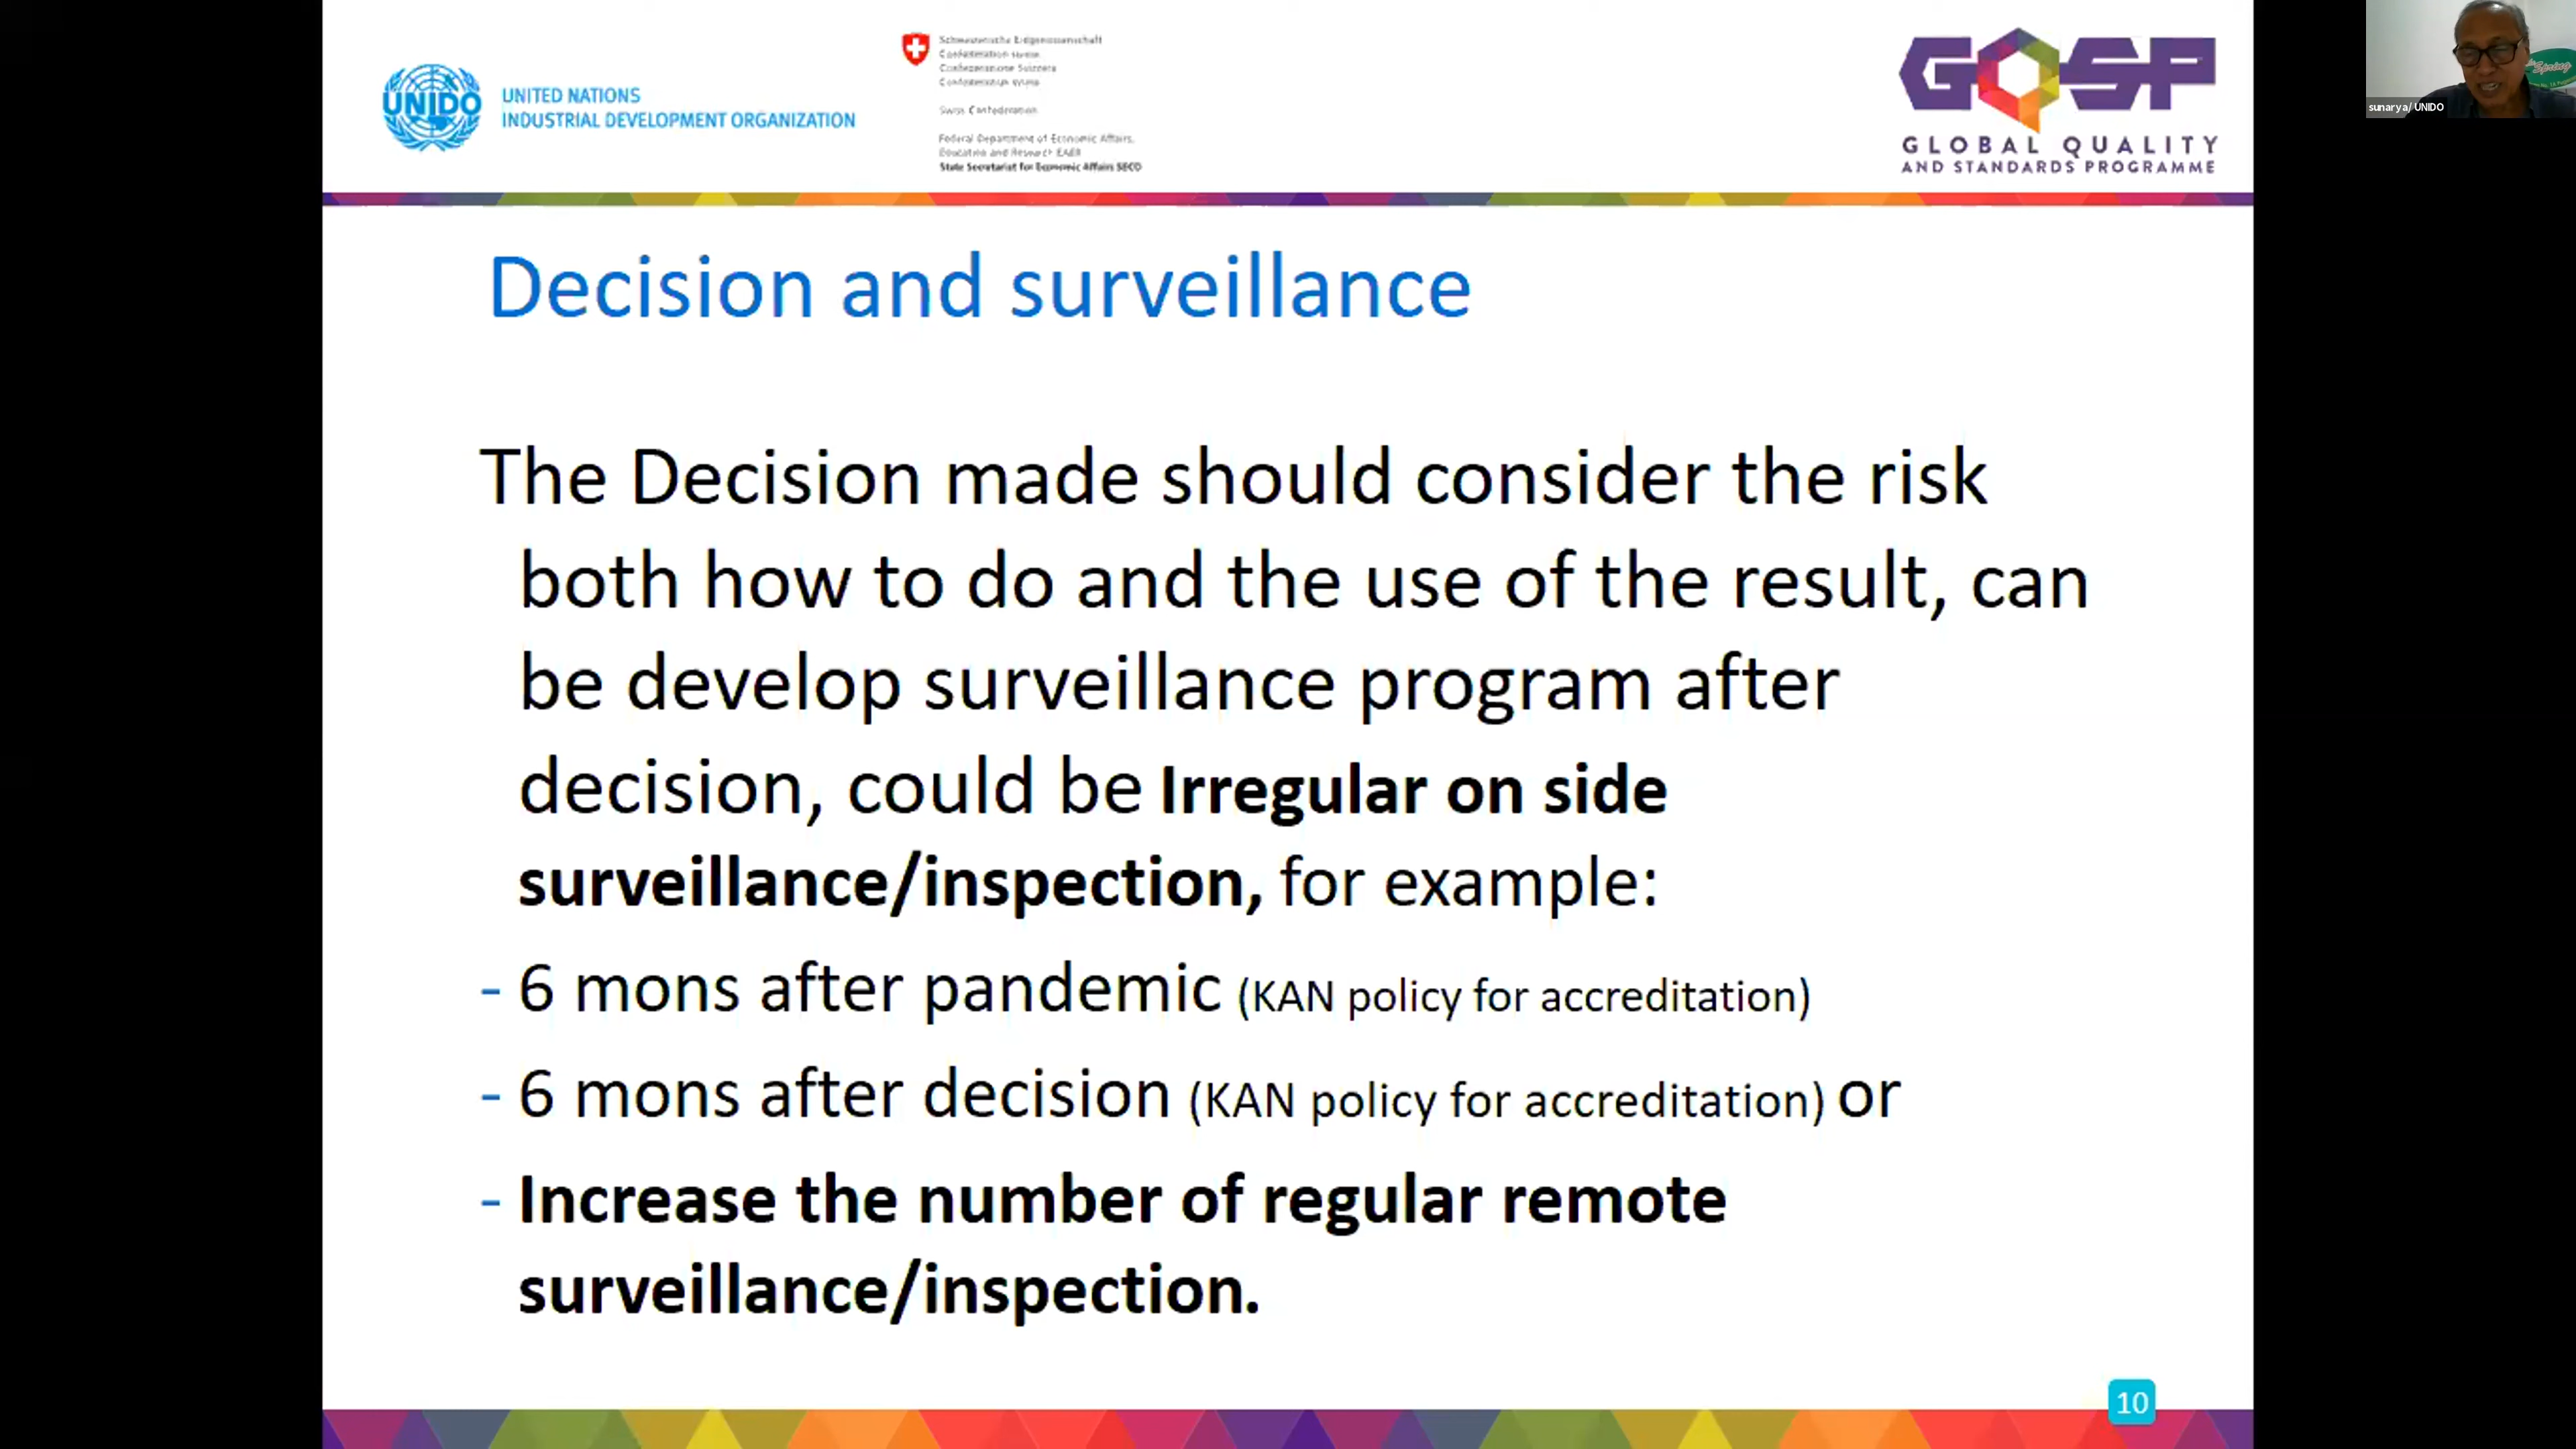 UNIDO
UNITED NATIONS
INDUSTRIAL DEVELOPMENT ORGANIZATION
Schweizerische Eidgenossenschaft
Confédération suisse
Confederazione Svizzera
Confederaziun svizra
Swiss Confederation
Federal Department of Economic Affairs,
Education and Research EAER
State Secretariat for Economic Affairs SECO
GQSP
GLOBAL QUALITY
AND STANDARDS PROGRAMME
Spring
sunarya/ UNIDO
Decision and surveillance
The Decision made should consider the risk
both how to do and the use of the result, can
be develop surveillance program after
decision, could be Irregular on side
surveillance/inspection, for example:
- 6 mons after pandemic (KAN policy for accreditation)
- 6 mons after decision (KAN policy for accreditation) or
- Increase the number of regular remote
surveillance/inspection.
10